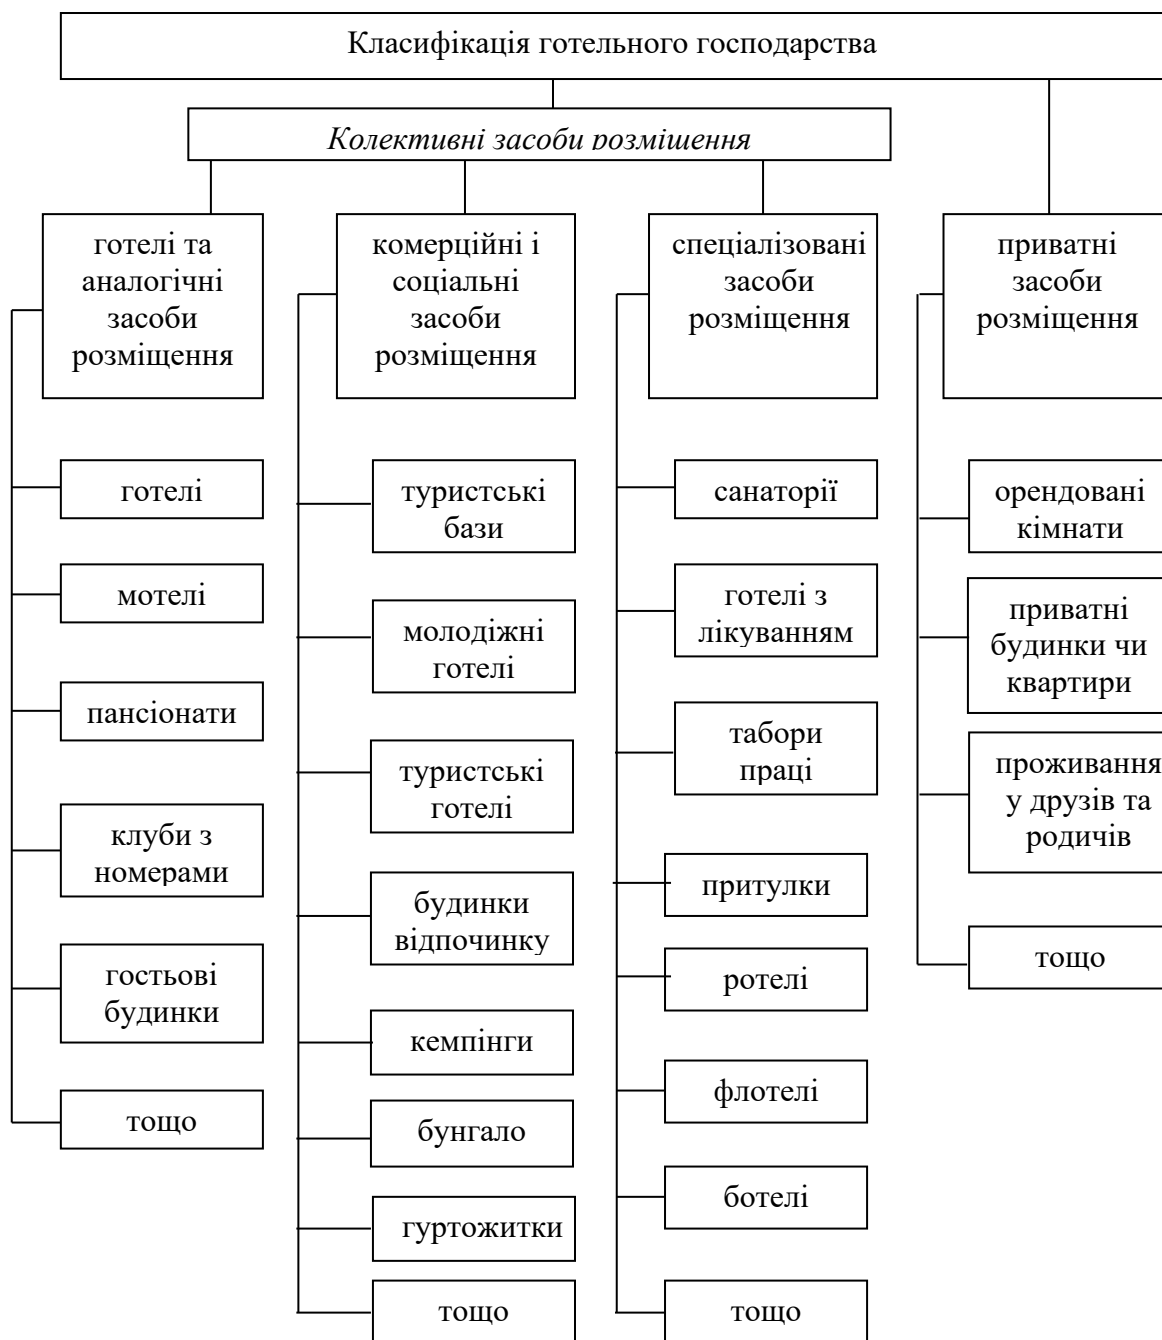 Класифікація готельного господарства
Колективні засоби розміщення
готелі та
аналогічні
засоби
розміщення
комерційні і
соціальні
засоби
розміщення
спеціалізовані
засоби
розміщення
приватні
засоби
розміщення
готелі
мотелі
пансіонати
клуби з
номерами
гостьові
будинки
тощо
туристські
бази
молодіжні
готелі
туристські
готелі
будинки
відпочинку
кемпінги
бунгало
гуртожитки
тощо
санаторії
готелі з
лікуванням
табори
праці
притулки
ротелі
флотелі
ботелі
тощо
орендовані
кімнати
приватні
будинки чи
квартири
проживання
у друзів та
родичів
тощо